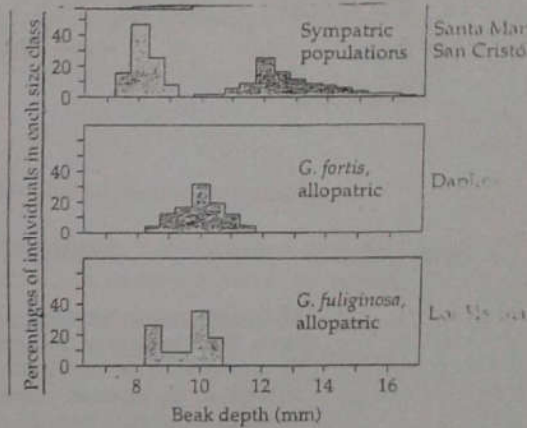 Percentages of individuals in each size class
40
20
0
Sympatric
populations
Santa Mar
San Cristó
40
20
0
G. fortis,
allopatric
40
20
0
G. fuliginosa,
allopatric
8 10 12 14 16
Beak depth (mm)